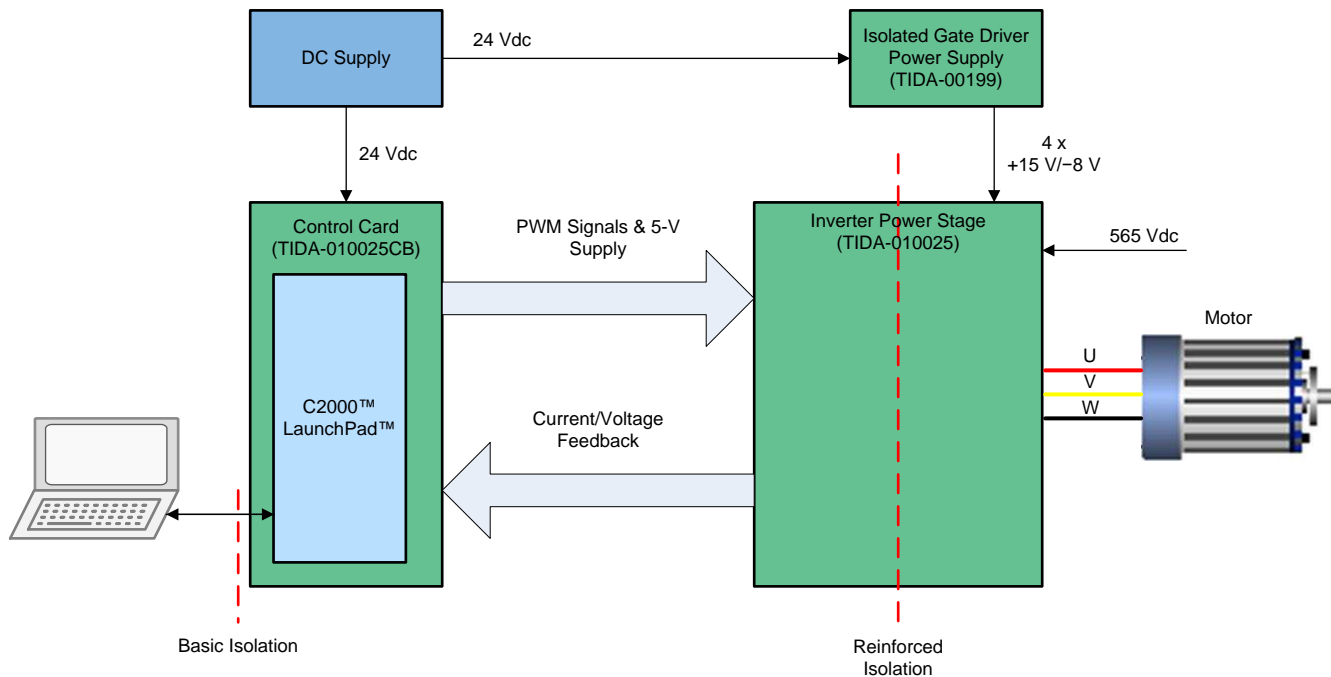 DC Supply
24 Vdc
Isolated Gate Driver
Power Supply
(TIDA-00199)
24 Vdc
4 x
+15 V/−8 V
Control Card
(TIDA-010025CB)
PWM Signals & 5-V
Supply
Inverter Power Stage
(TIDA-010025)
565 Vdc
Motor
U
V
W
C2000™
LaunchPad™
Current/Voltage
Feedback
Basic Isolation
Reinforced
Isolation